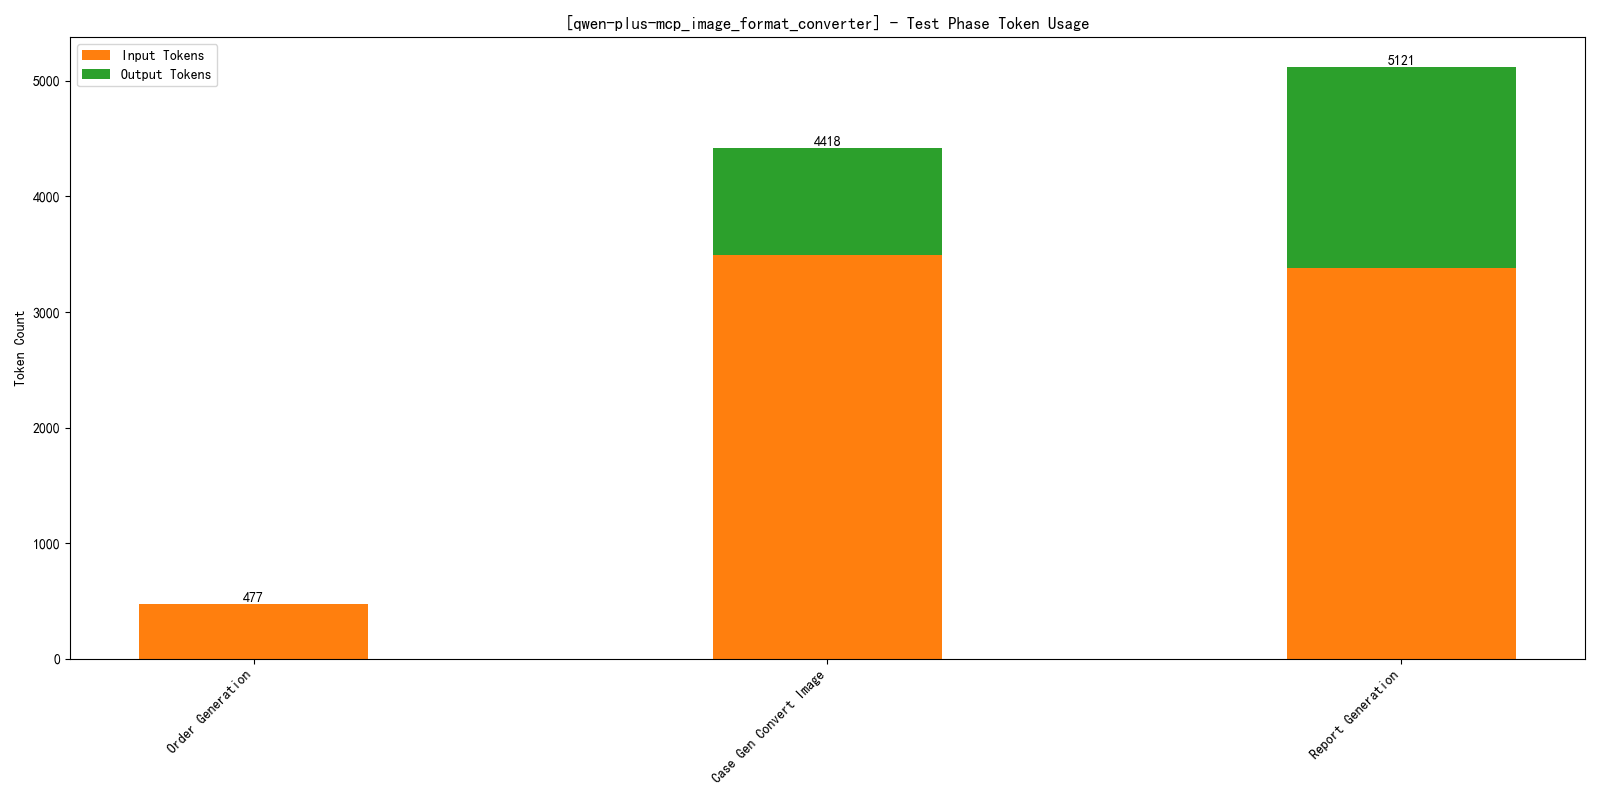 [qwen-plus-mcp_image_format_converter] - Test Phase Token Usage
Input Tokens
Output Tokens
Token Count
5000
4000
3000
2000
1000
0
477
4418
5121
Order Generation
Case Gen Convert Image
Report Generation